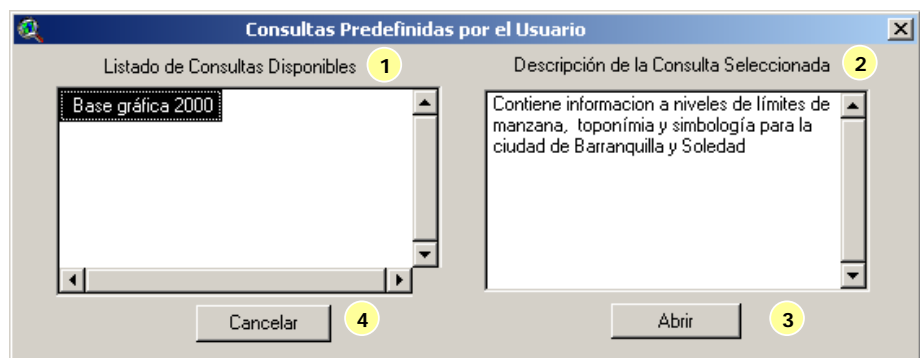 Consultas Predefinidas por el Usuario
Listado de Consultas Disponibles 1
Descripción de la Consulta Seleccionada 2
Base gráfica 2000
Contiene informacion a niveles de límites de
manzana, toponímia y simbología para la
ciudad de Barranquilla y Soledad
Cancelar 4
Abrir 3